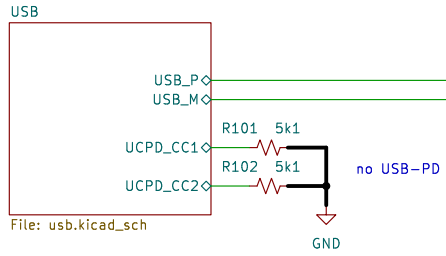 USB
USB_P
USB_M
R101 5k1
UCPD_CC1
R102 5k1
no USB-PD
UCPD_CC2
File: usb.kicad_sch
GND